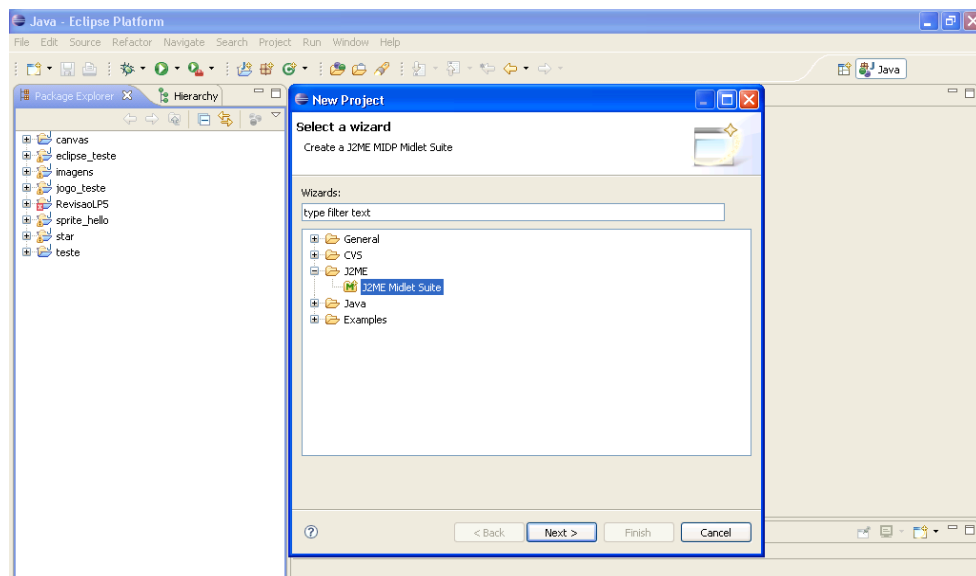 Java - Eclipse Platform
File Edit Source Refactor Navigate Search Project Run Window Help
Java
Package Explorer Hierarchy
canvas
eclipse_teste
imagens
jogo_teste
RevisaoLP5
sprite_hello
star
teste
New Project
Select a wizard
Create a J2ME MIDP Midlet Suite
Wizards:
type filter text
General
CVS
J2ME
J2ME Midlet Suite
Java
Examples
< Back Next > Finish Cancel